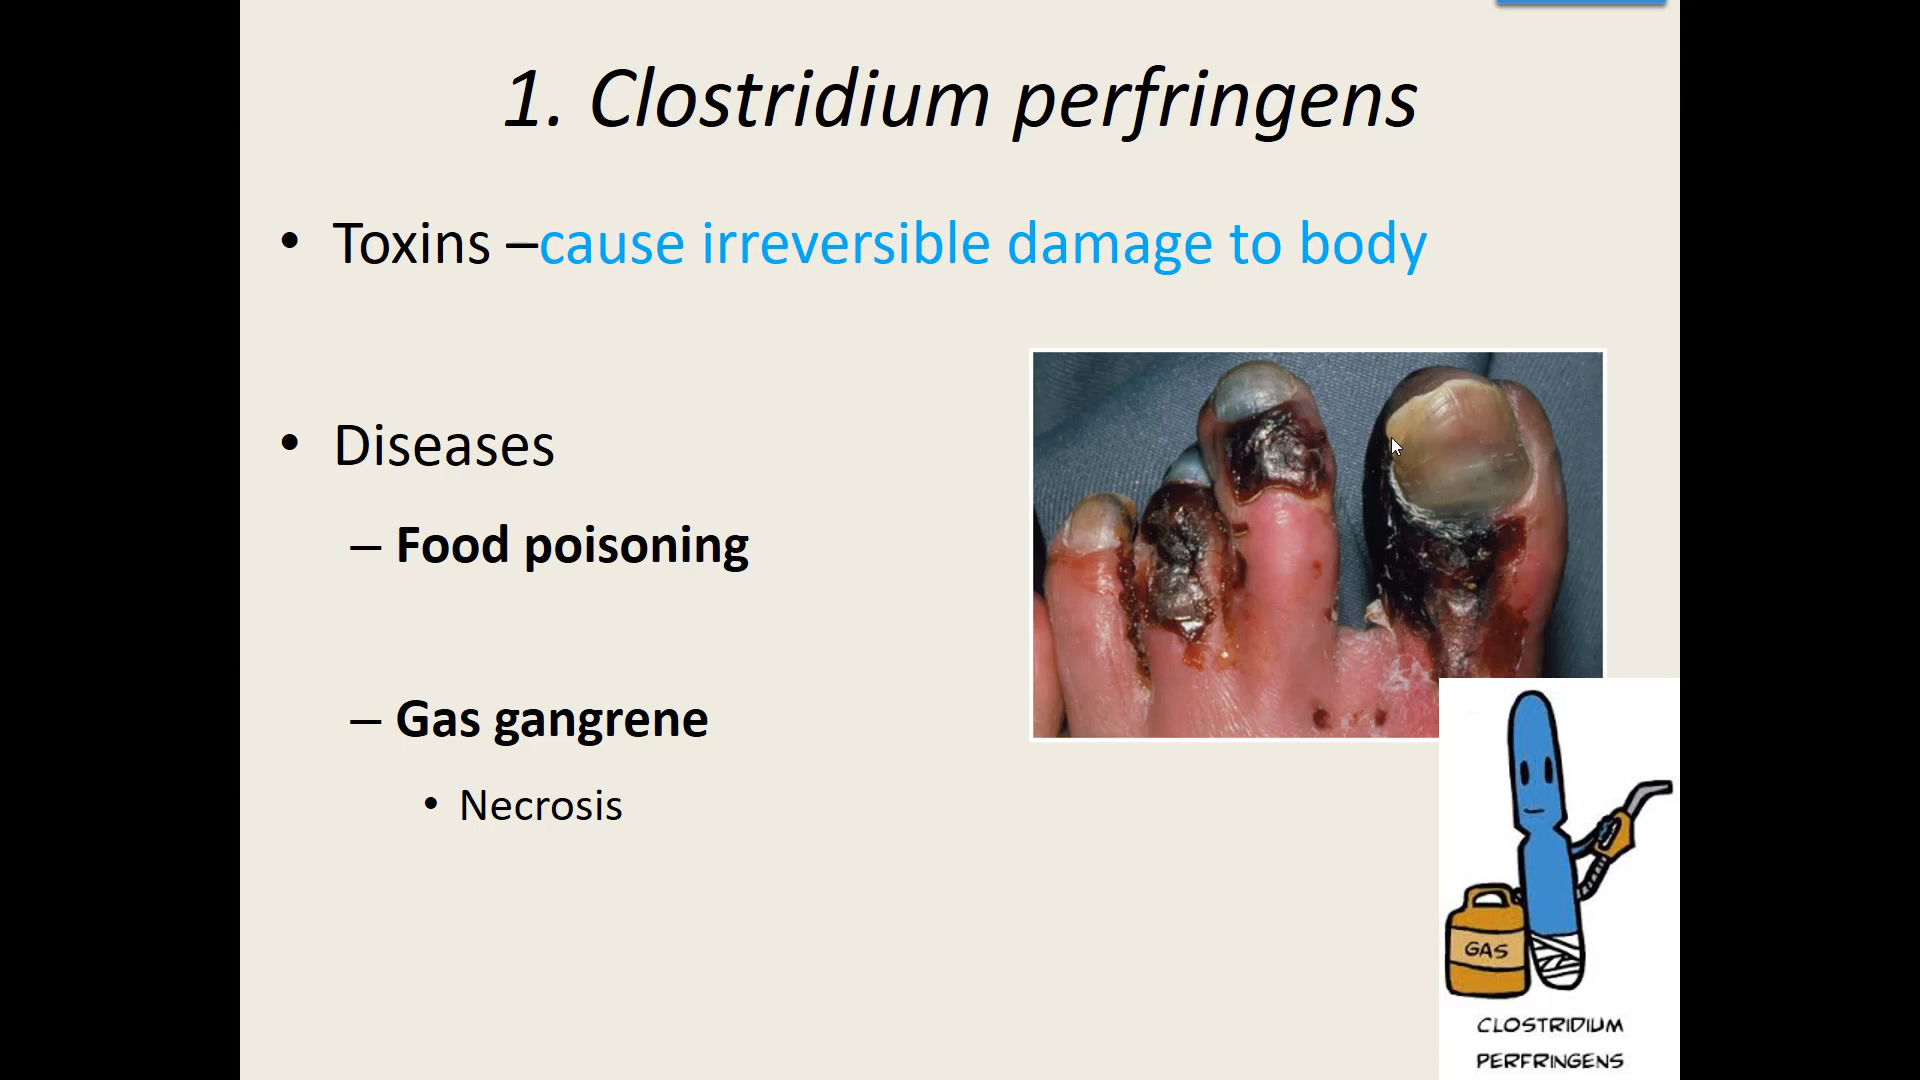 1. Clostridium perfringens
• Toxins –cause irreversible damage to body
• Diseases
– Food poisoning
– Gas gangrene
• Necrosis
GAS
CLOSTRIDIUM
PERFRINGENS